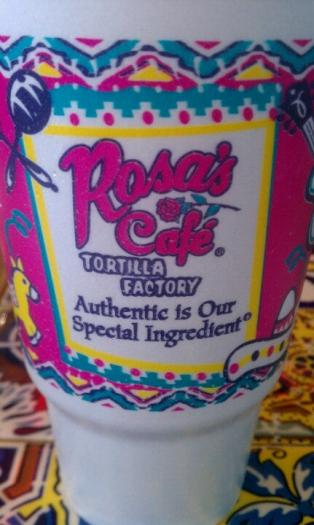 Rosa's
Café®
TORTILLA
FACTORY
Authentic is Our
Special Ingredient®